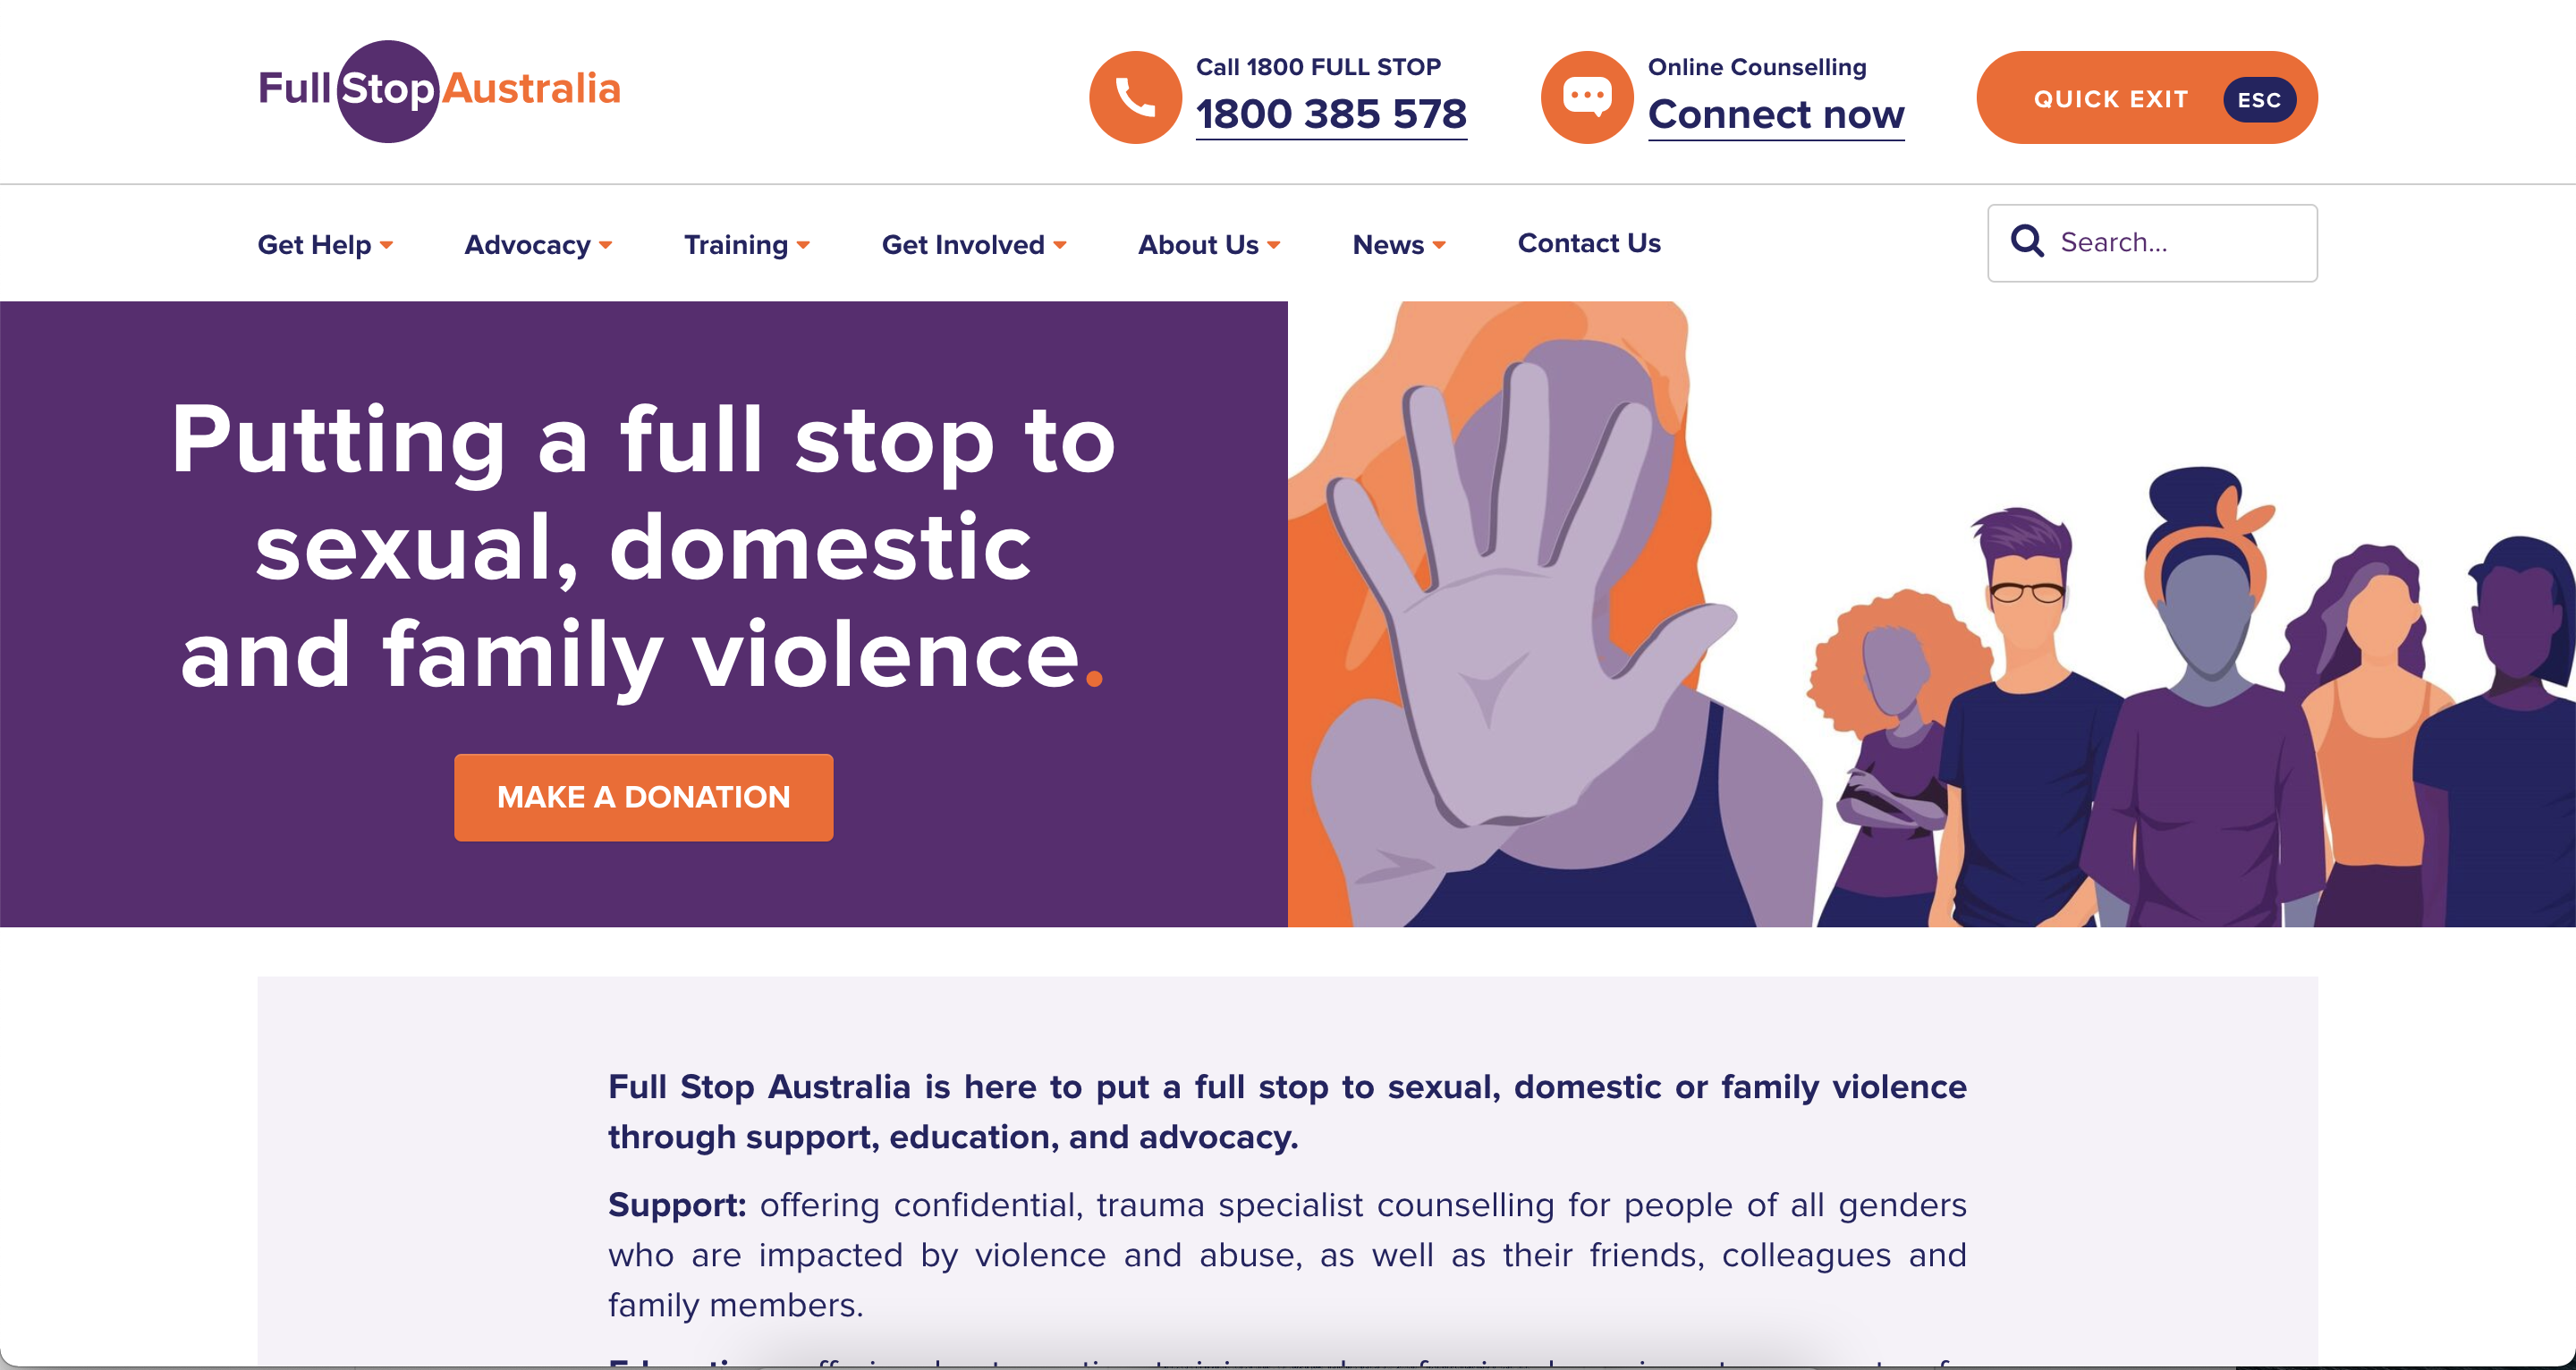 Full Stop Australia
Call 1800 FULL STOP
1800 385 578
Online Counselling
Connect now
QUICK EXIT ESC
Get Help
Advocacy
Training
Get Involved
About Us
News
Contact Us
Search...
Putting a full stop to
sexual, domestic
and family violence.
MAKE A DONATION
Full Stop Australia is here to put a full stop to sexual, domestic or family violence
through support, education, and advocacy.
Support: offering confidential, trauma specialist counselling for people of all genders
who are impacted by violence and abuse, as well as their friends, colleagues and
family members.